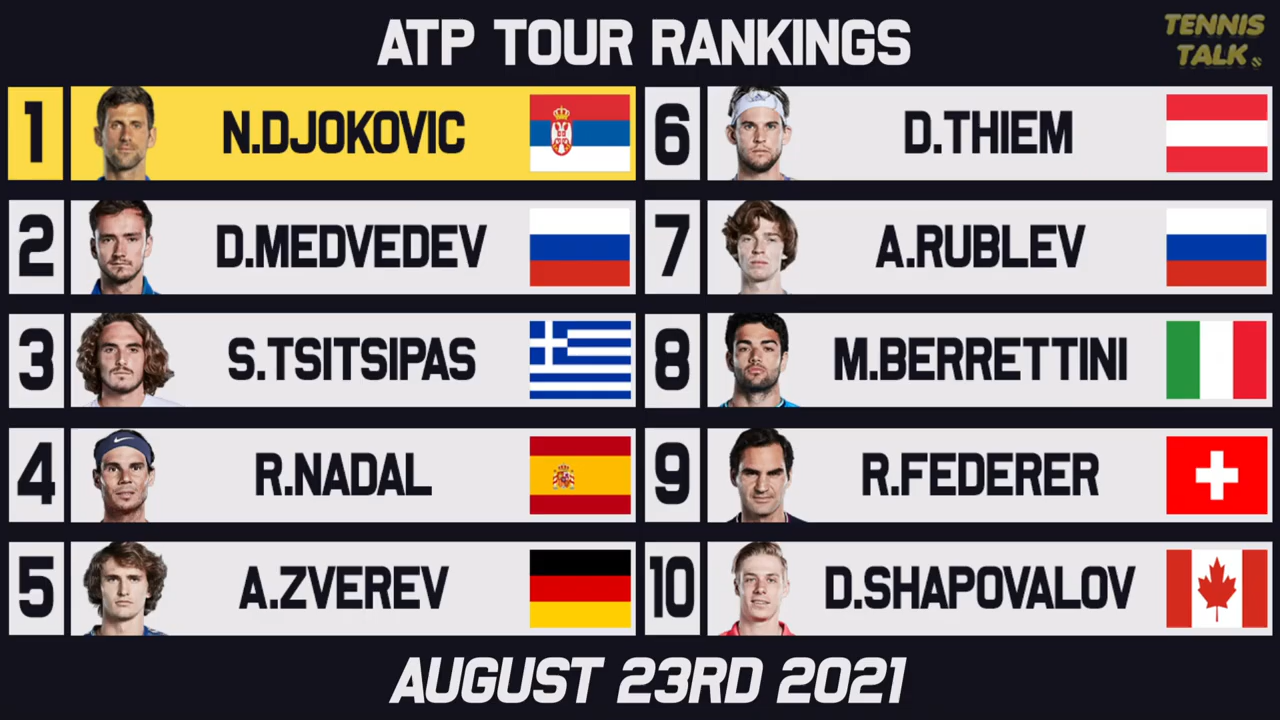 ATP TOUR RANKINGS
TENNIS
TALK.
1 N.DJOKOVIC
2 D.MEDVEDEV
3 S.TSITSIPAS
4 R.NADAL
5 A.ZVEREV
6 D.THIEM
7 A.RUBLEV
8 M.BERRETTINI
9 R.FEDERER
10 D.SHAPOVALOV
AUGUST 23RD 2021